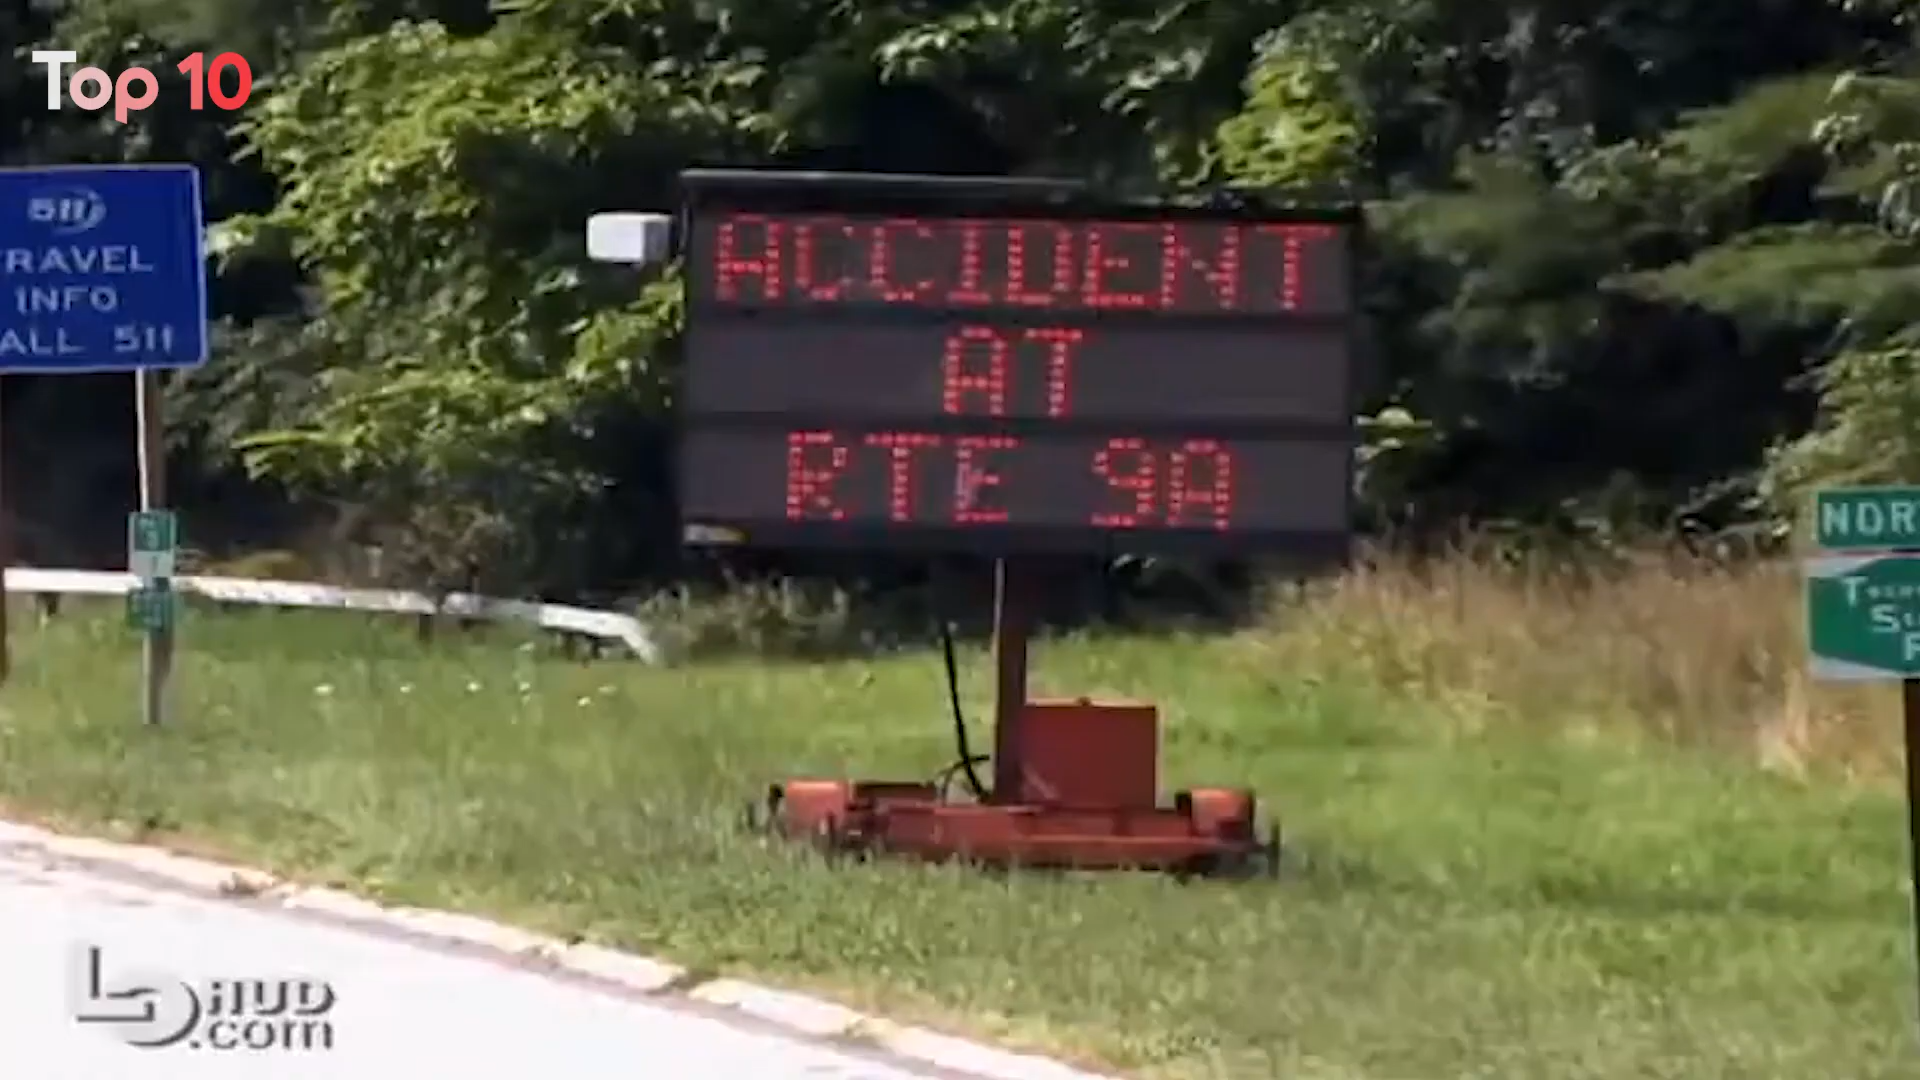 Top 10
511
RAVEL
INFO
ALL 511
ACCIDENT
AT
RTE 9A
NOR
.com